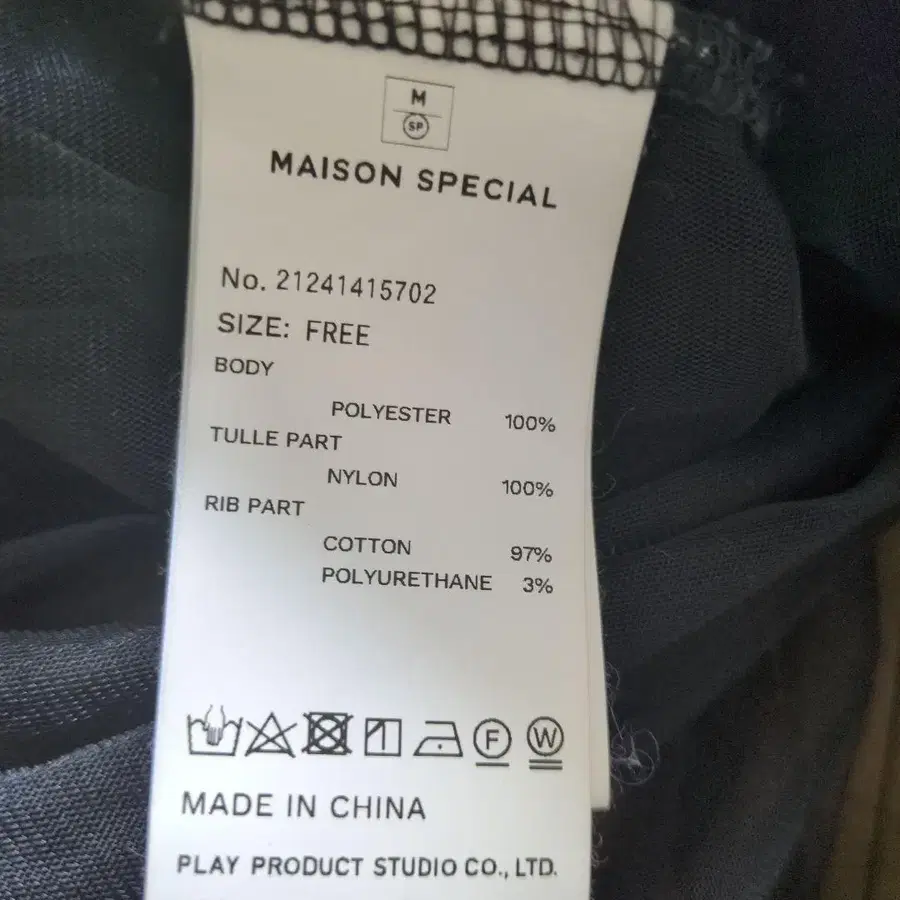 M
SP
MAISON SPECIAL
No. 21241415702
SIZE: FREE
BODY
POLYESTER 100%
TULLE PART
NYLON 100%
RIB PART
COTTON 97%
POLYURETHANE 3%
F W
MADE IN CHINA
PLAY PRODUCT STUDIO CO., LTD.